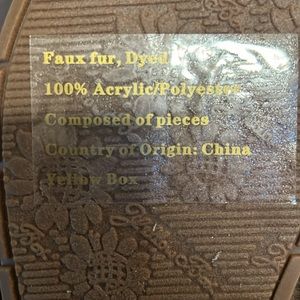 Faux fur, Dyed
100% Acrylic/Polyester
Composed of pieces
Country of Origin: China
Yellow Box